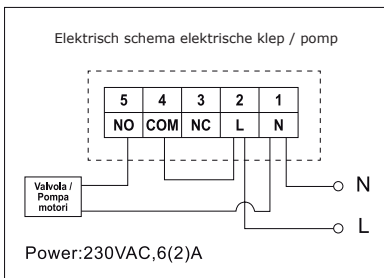 Elektrisch schema elektrische klep / pomp
5 4 3 2 1
NO COM NC L N
Valvola /
Pompa
motori
N
L
Power:230VAC,6(2)A